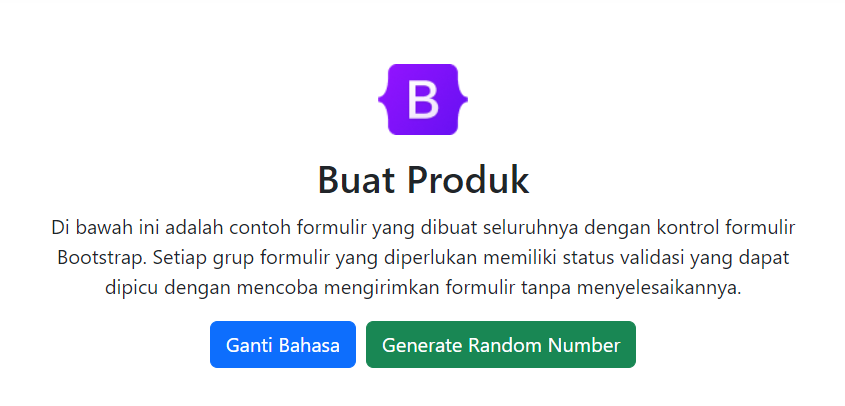 B
Buat Produk
Di bawah ini adalah contoh formulir yang dibuat seluruhnya dengan kontrol formulir
Bootstrap. Setiap grup formulir yang diperlukan memiliki status validasi yang dapat
dipicu dengan mencoba mengirimkan formulir tanpa menyelesaikannya.
Ganti Bahasa
Generate Random Number